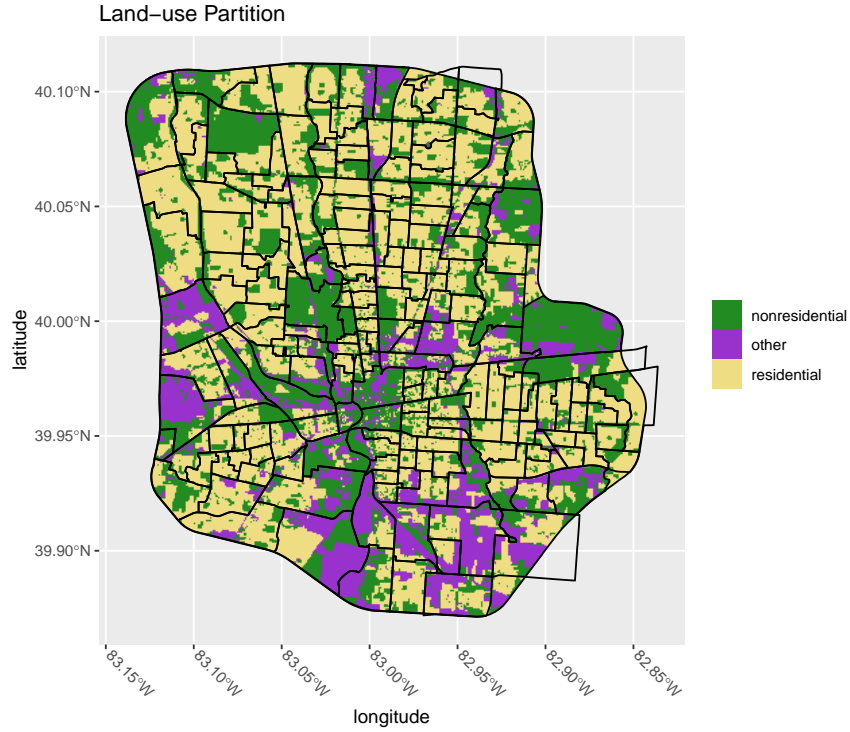 Land−use Partition
40.10°N
40.05°N
40.00°N
39.95°N
39.90°N
latitude
83.15°W
83.10°W
83.05°W
83.00°W
82.95°W
82.90°W
82.85°W
longitude
nonresidential
other
residential